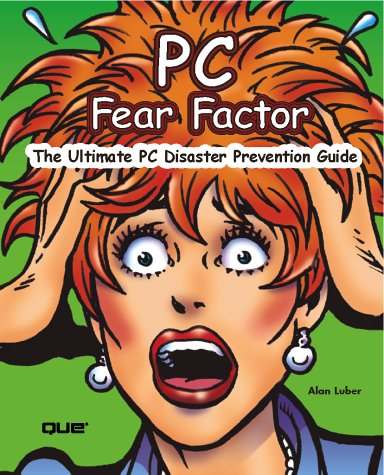 PC
Fear Factor
The Ultimate PC Disaster Prevention Guide
Alan Luber
QUE®